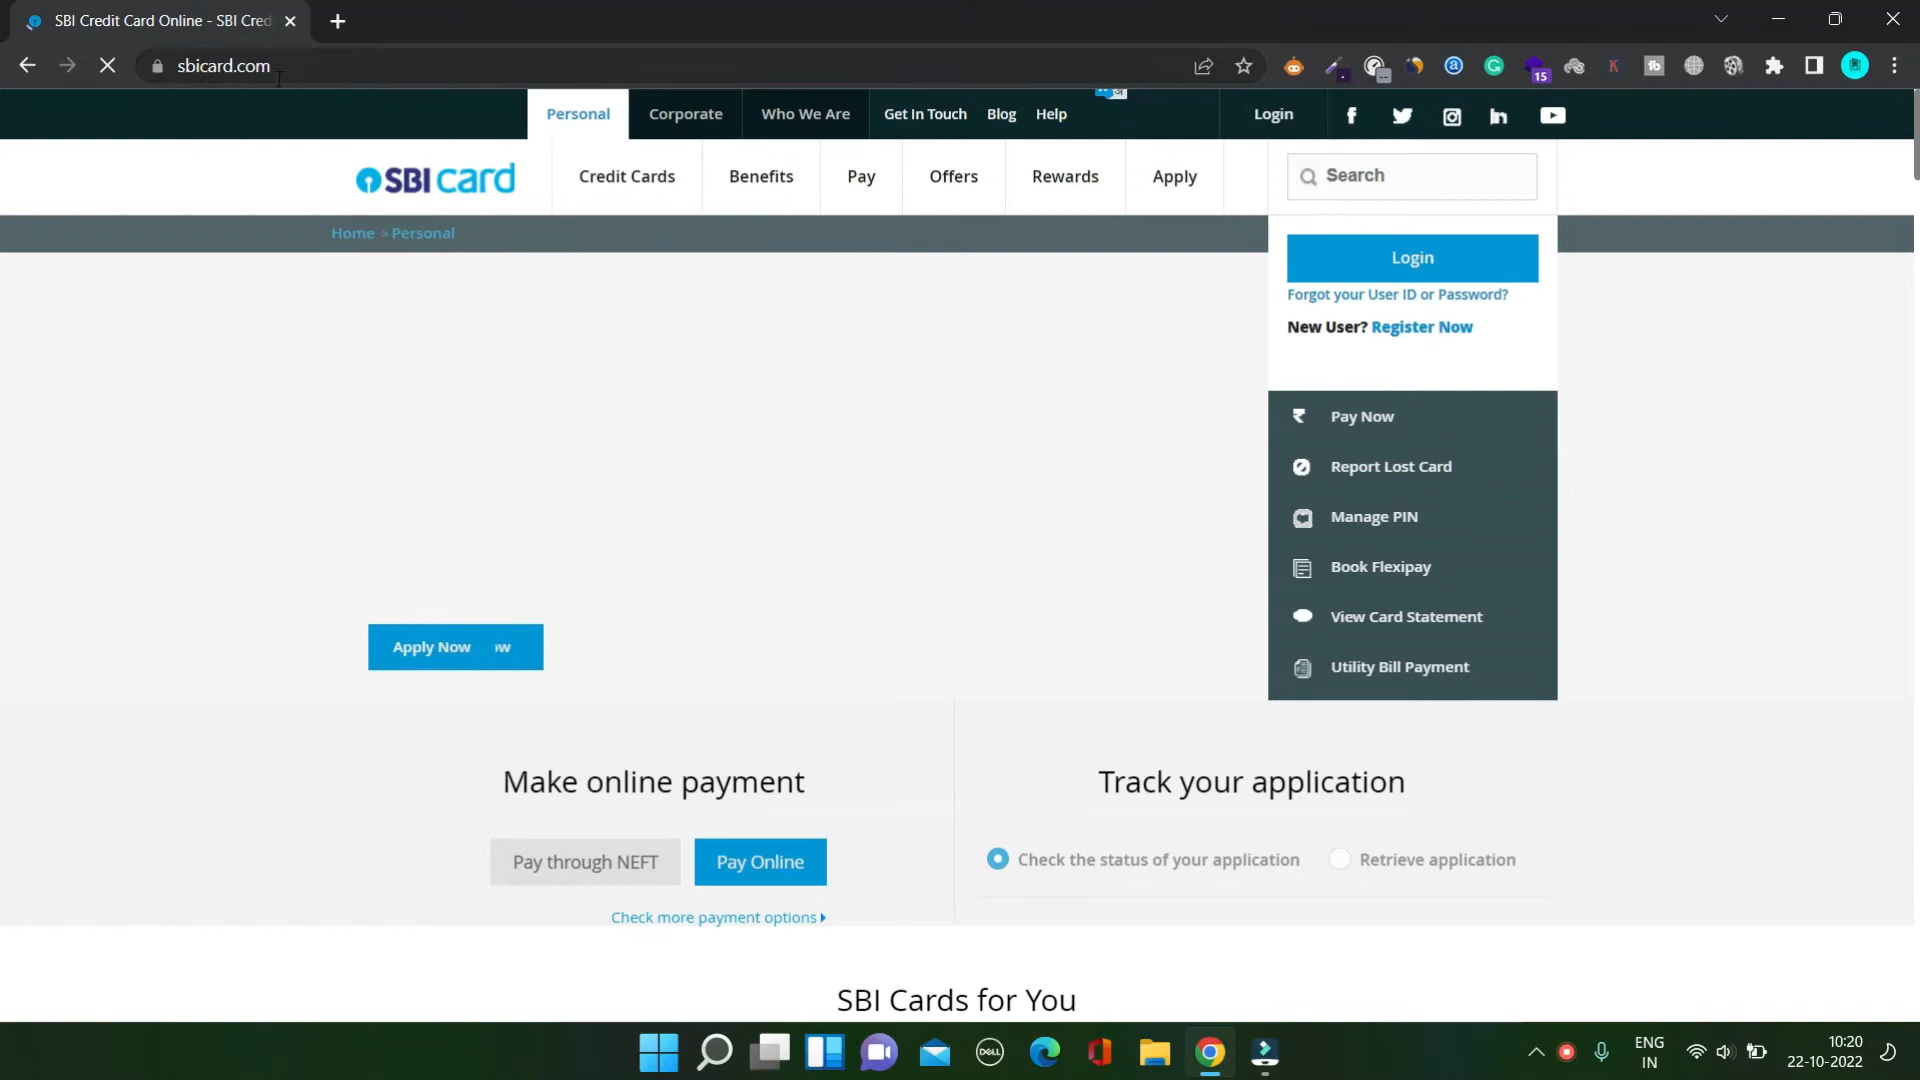 SBI Credit Card Online - SBI Cred
sbicard.com
15
Personal
Corporate
Who We Are
Get In Touch
Blog
Help
Login
SBI card
Credit Cards
Benefits
Pay
Offers
Rewards
Apply
Search
Home > Personal
Login
Forgot your User ID or Password?
New User? Register Now
Pay Now
Report Lost Card
Manage PIN
Book Flexipay
View Card Statement
Utility Bill Payment
Apply Now
ow
Make online payment
Pay through NEFT
Pay Online
Check more payment options
Track your application
Check the status of your application
Retrieve application
SBI Cards for You
DELL
ENG
IN
10:20
22-10-2022